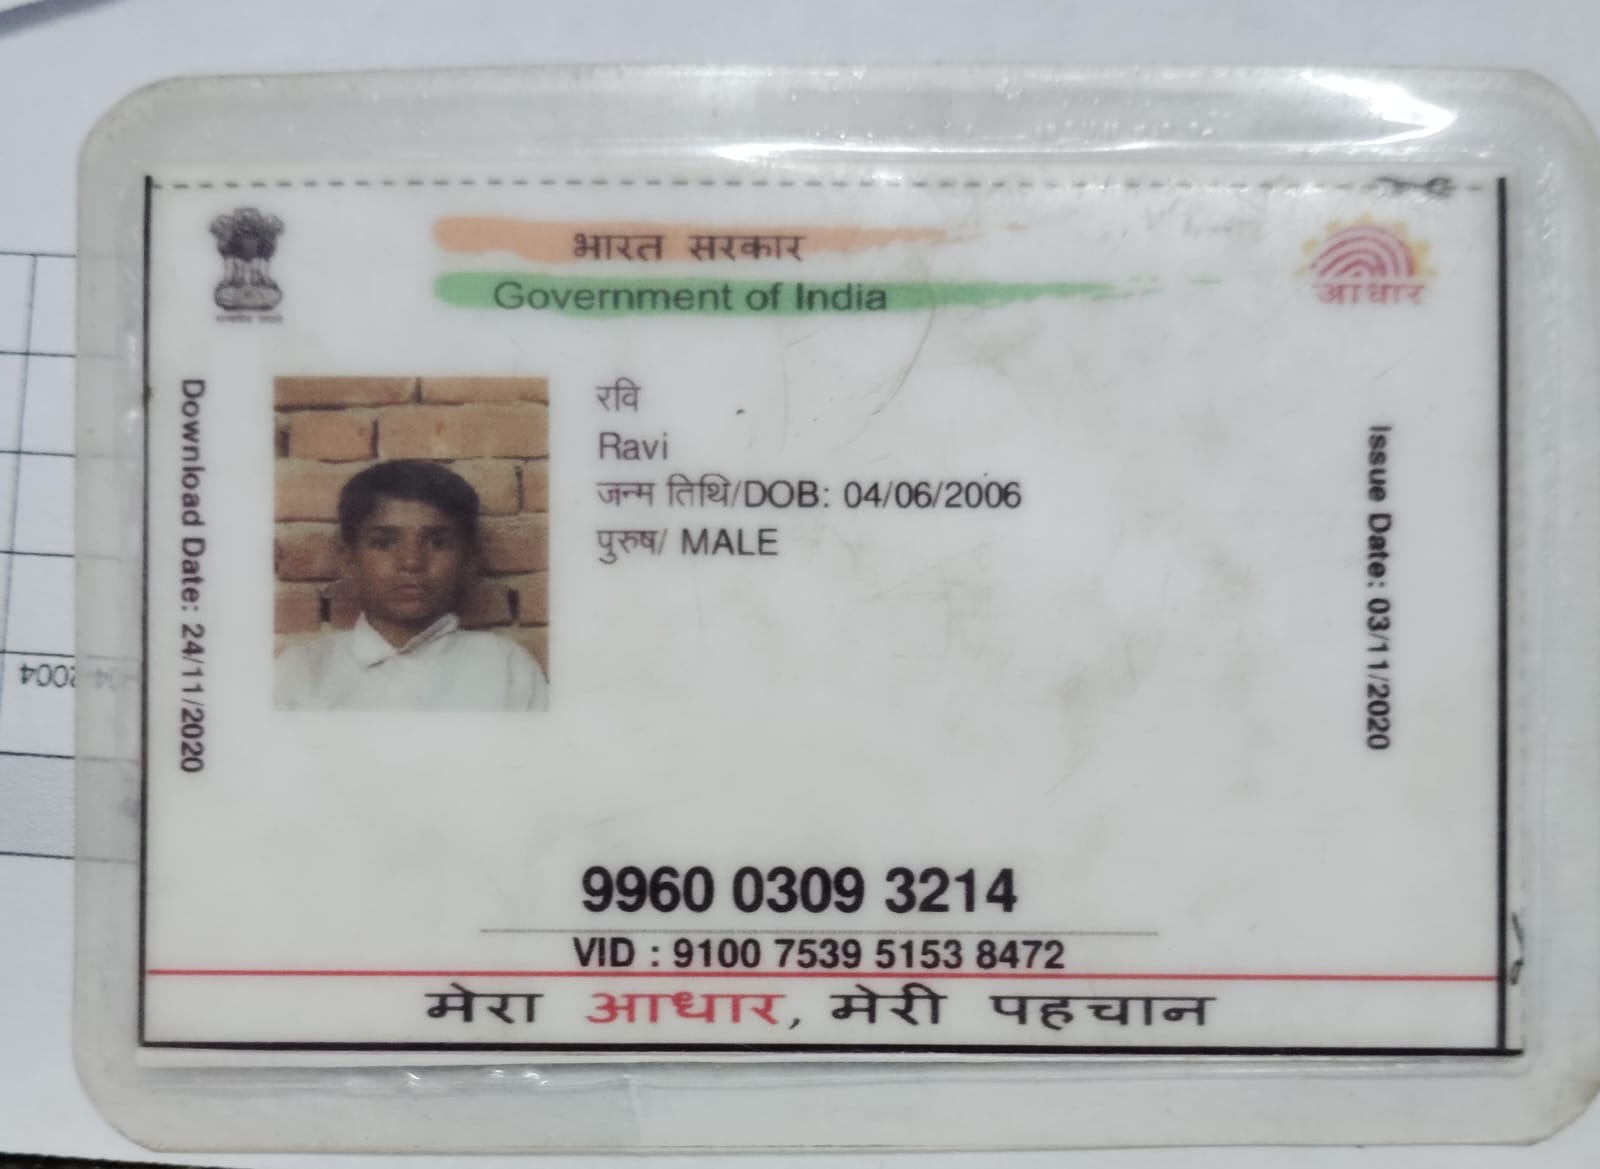 भारत सरकार
Government of India
आधार
Download Date: 24/11/2020
रवि
Ravi
जन्म तिथि/DOB: 04/06/2006
पुरुष/ MALE
Issue Date: 03/11/2020
9960 0309 3214
VID : 9100 7539 5153 8472
मेरा आधार, मेरी पहचान
2004